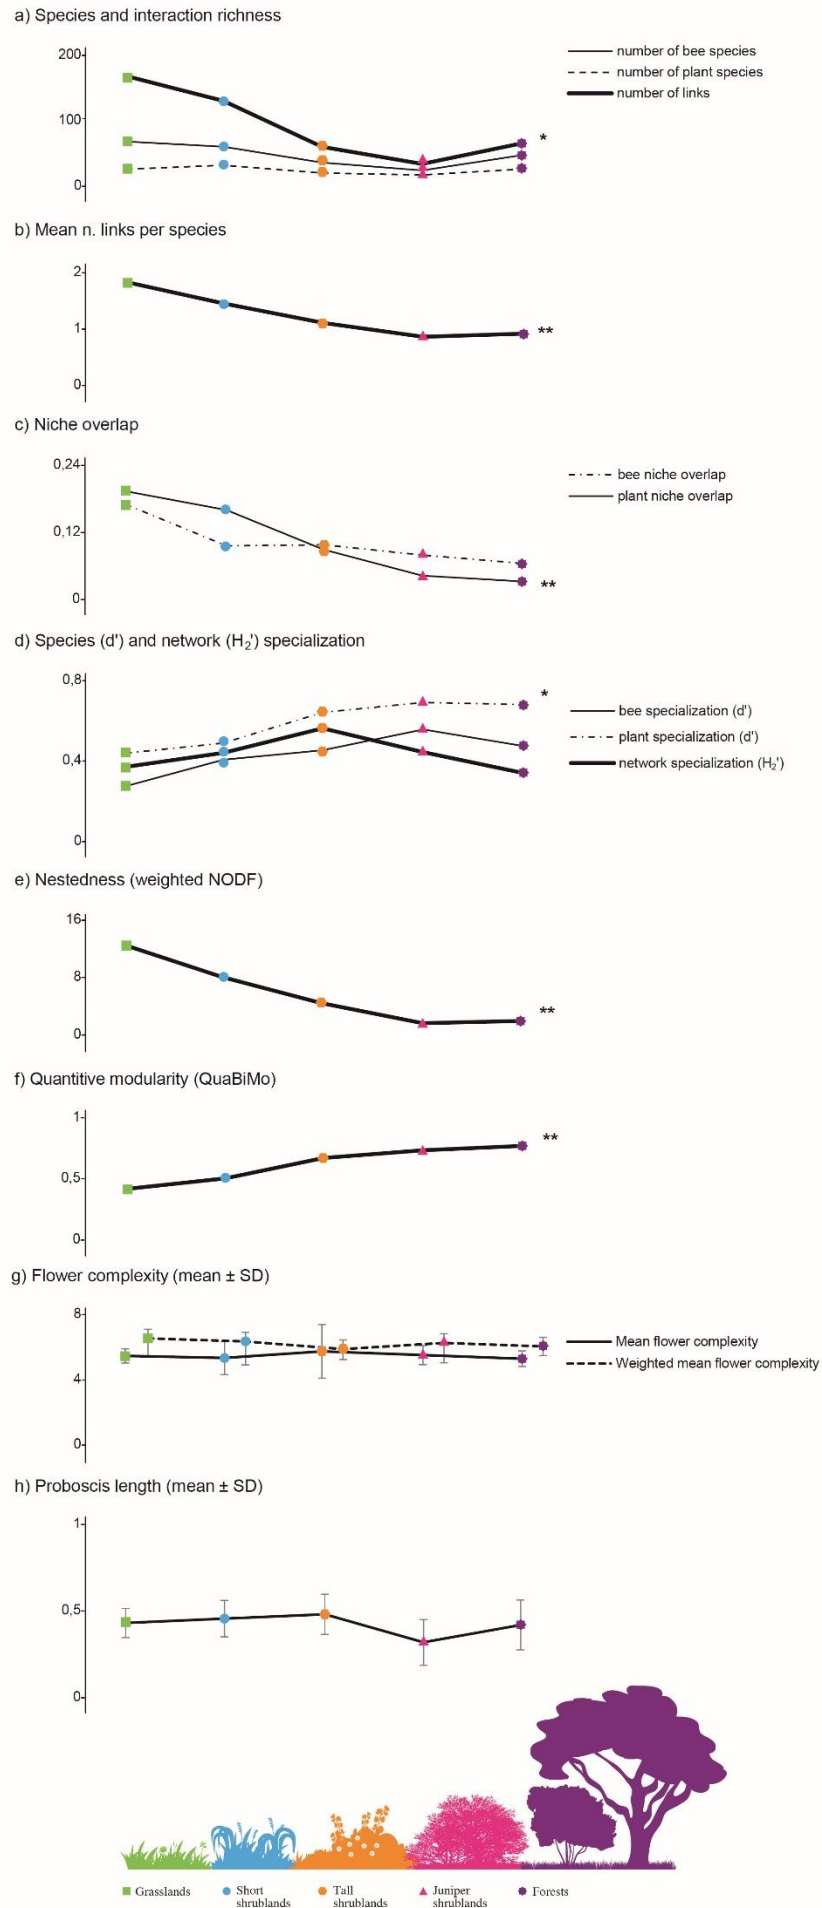 a) Species and interaction richness
200
100
0
number of bee species
number of plant species
number of links
*
b) Mean n. links per species
2
1
0
**
c) Niche overlap
0,24
0,12
0
bee niche overlap
plant niche overlap
**
d) Species (d') and network (H2') specialization
0,8
0,4
0
*
bee specialization (d')
plant specialization (d')
network specialization (H2')
e) Nestedness (weighted NODF)
16
8
0
**
f) Quantitive modularity (QuaBiMo)
1
0,5
0
**
g) Flower complexity (mean ± SD)
8
4
0
Mean flower complexity
Weighted mean flower complexity
h) Proboscis length (mean ± SD)
1
0,5
0
Grasslands
Short
shrublands
Tall
shrublands
Juniper
shrublands
Forests